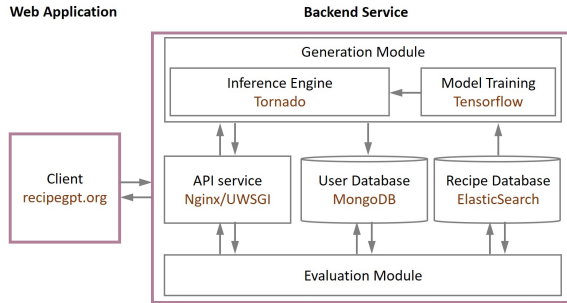 Web Application
Backend Service
Generation Module
Inference Engine
Tornado
Model Training
Tensorflow
Client
recipegpt.org
API service
Nginx/UWSGI
User Database
MongoDB
Recipe Database
ElasticSearch
Evaluation Module